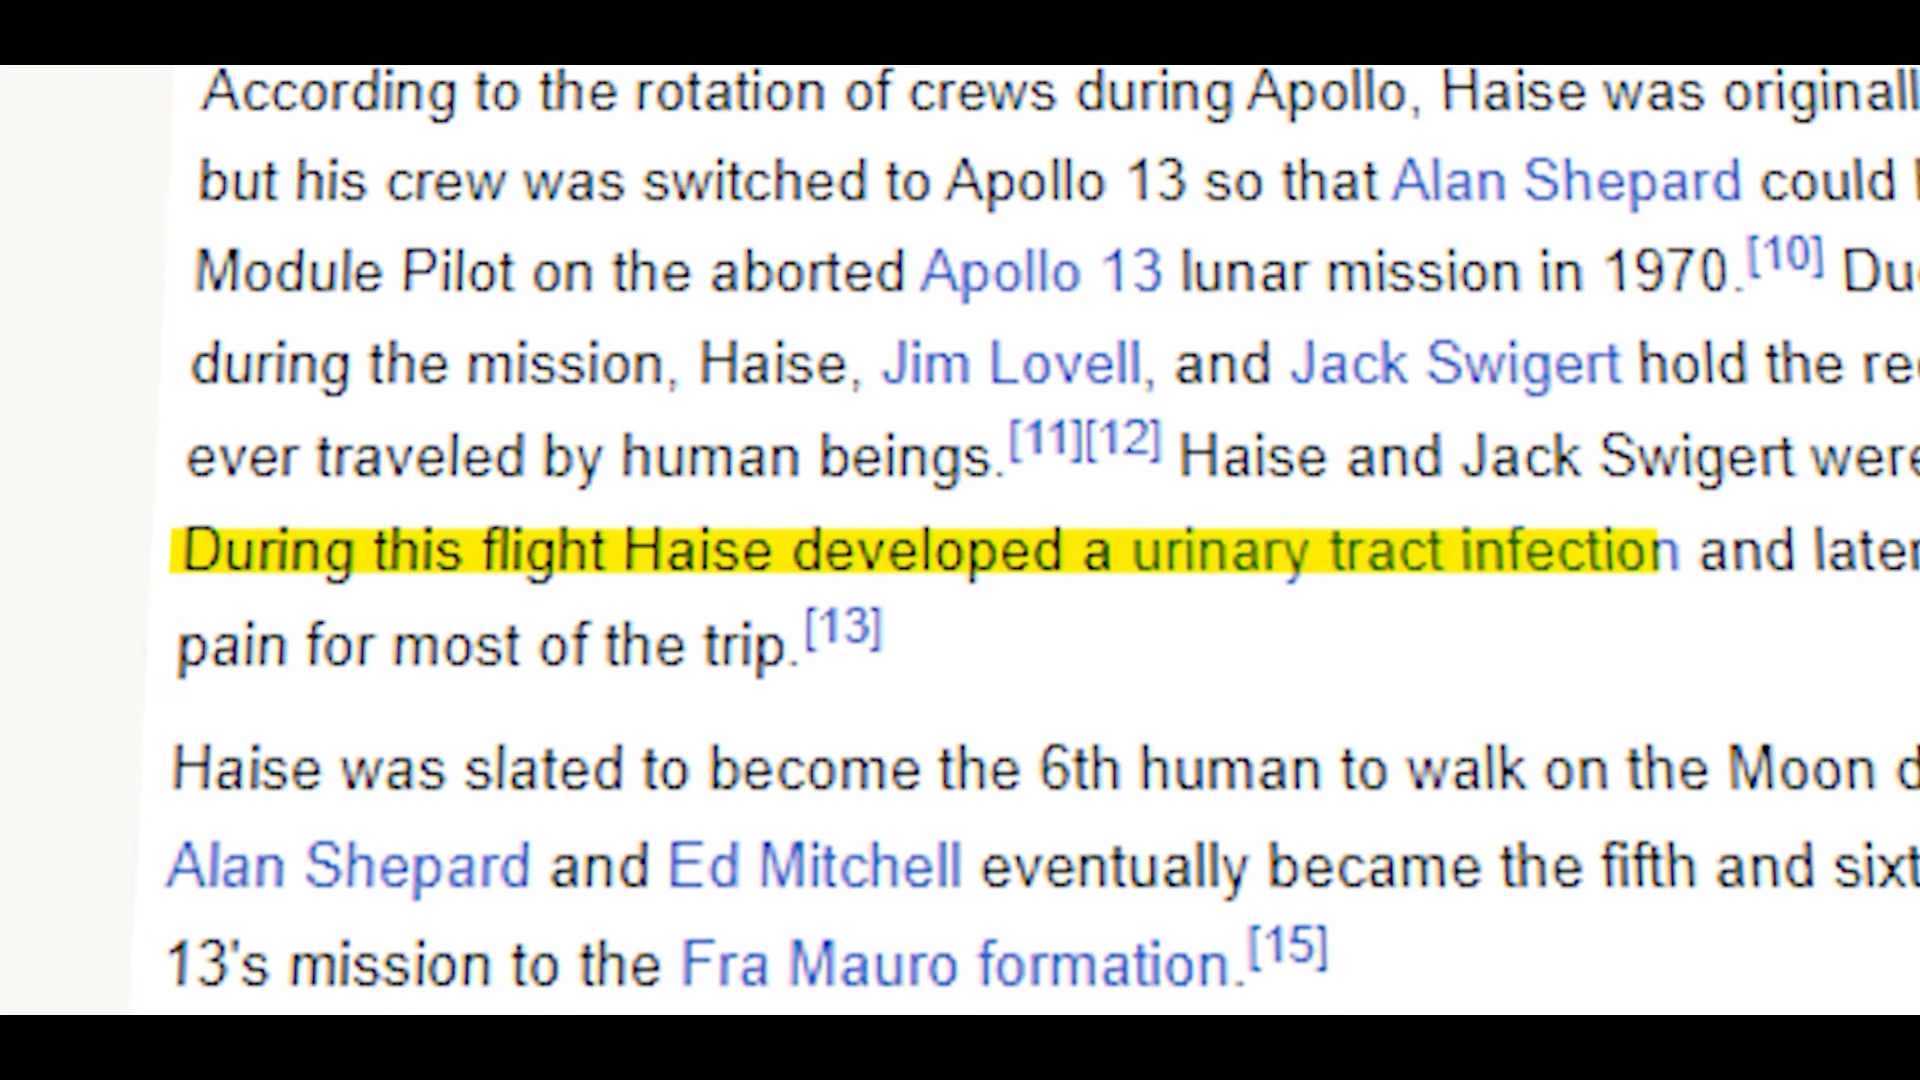 According to the rotation of crews during Apollo, Haise was
but his crew was switched to Apollo 13 so that Alan Shepard could
Module Pilot on the aborted Apollo 13 lunar mission in 1970.[10]
during the mission, Haise, Jim Lovell, and Jack Swigert hold the
ever traveled by human beings.[11][12] Haise and Jack Swigert were
During this flight Haise developed a urinary tract infection and later
pain for most of the trip.[13]
Haise was slated to become the 6th human to walk on the Moon
Alan Shepard and Ed Mitchell eventually became the fifth and
13's mission to the Fra Mauro formation.[15]